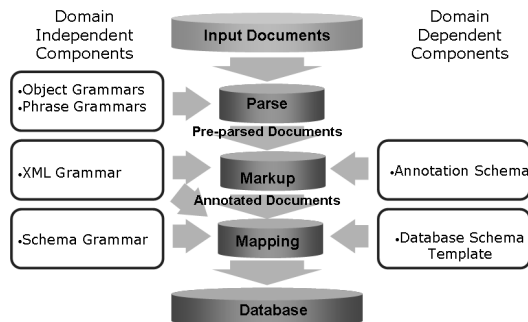 Domain
Independent
Components
Input Documents
Domain
Dependent
Components
•Object Grammars
•Phrase Grammars
Parse
Pre-parsed Documents
•XML Grammar
Markup
•Annotation Schema
Annotated Documents
•Schema Grammar
Mapping
•Database Schema
Template
Database